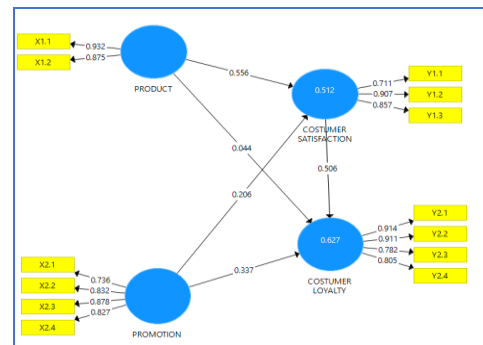 X1.1
X1.2
0.932
0.875
PRODUCT
0.556
0.044
0.206
0.512
COSTUMER
SATISFACTION
0.711
0.907
0.857
Y1.1
Y1.2
Y1.3
0.506
X2.1
X2.2
X2.3
X2.4
0.736
0.832
0.878
0.827
PROMOTION
0.337
0.627
COSTUMER
LOYALTY
0.914
0.911
0.782
0.805
Y2.1
Y2.2
Y2.3
Y2.4